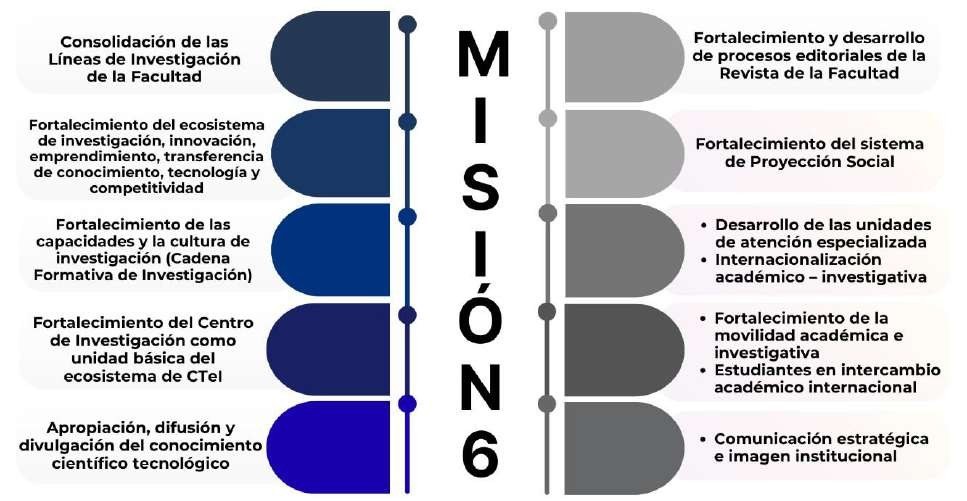 Consolidación de las
Líneas de Investigación
de la Facultad
Fortalecimiento del ecosistema
de investigación, innovación,
emprendimiento, transferencia
de conocimiento, tecnología y
competitividad
Fortalecimiento de las
capacidades y la cultura de
investigación (Cadena
Formativa de Investigación)
Fortalecimiento del Centro
de Investigación como
unidad básica del
ecosistema de CTeI
Apropiación, difusión y
divulgación del conocimiento
científico tecnológico
MISIÓN6
Fortalecimiento y desarrollo
de procesos editoriales de la
Revista de la Facultad
Fortalecimiento del sistema
de Proyección Social
• Desarrollo de las unidades
de atención especializada
• Internacionalización
académico – investigativa
• Fortalecimiento de la
movilidad académica e
investigativa
• Estudiantes en intercambio
académico internacional
• Comunicación estratégica
e imagen institucional